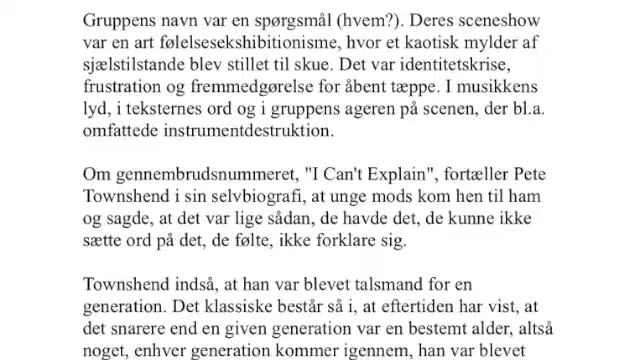 Gruppens navn var en spørgsmål (hvem?). Deres sceneshow
var en art følelsesekshibitionisme, hvor et kaotisk mylder af
sjælstilstande blev stillet til skue. Det var identitetskrise,
frustration og fremmedgørelse for åbent tæppe. I musikkens
lyd, i teksternes ord og i gruppens ageren på scenen, der bl.a.
omfattede instrumentdestruktion.
Om gennembrudsnummeret, "I Can't Explain", fortæller Pete
Townshend i sin selvbiografi, at unge mods kom hen til ham
og sagde, at det var lige sådan, de havde det, de kunne ikke
sætte ord på det, de følte, ikke forklare sig.
Townshend indså, at han var blevet talsmand for en
generation. Det klassiske består så i, at eftertiden har vist, at
det snarere end en given generation var en bestemt alder, altså
noget, enhver generation kommer igennem, han var blevet